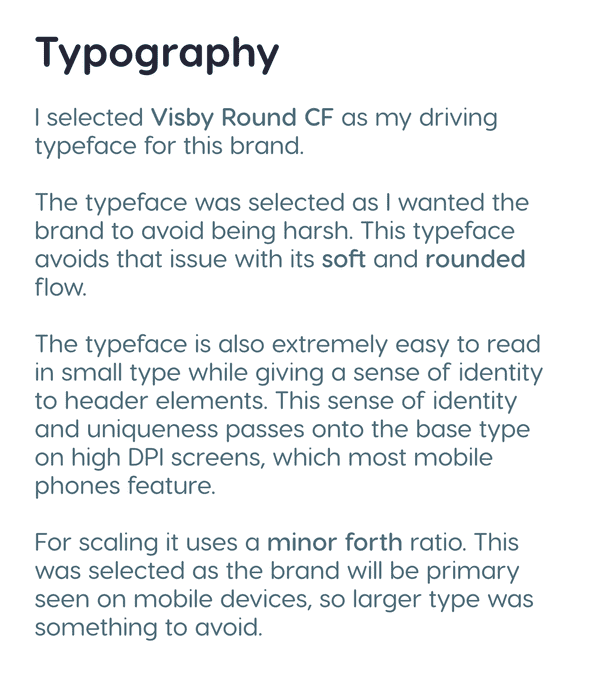 Typography
I selected Visby Round CF as my driving
typeface for this brand.
The typeface was selected as I wanted the
brand to avoid being harsh. This typeface
avoids that issue with its soft and rounded
flow.
The typeface is also extremely easy to read
in small type while giving a sense of identity
to header elements. This sense of identity
and uniqueness passes onto the base type
on high DPI screens, which most mobile
phones feature.
For scaling it uses a minor forth ratio. This
was selected as the brand will be primary
seen on mobile devices, so larger type was
something to avoid.